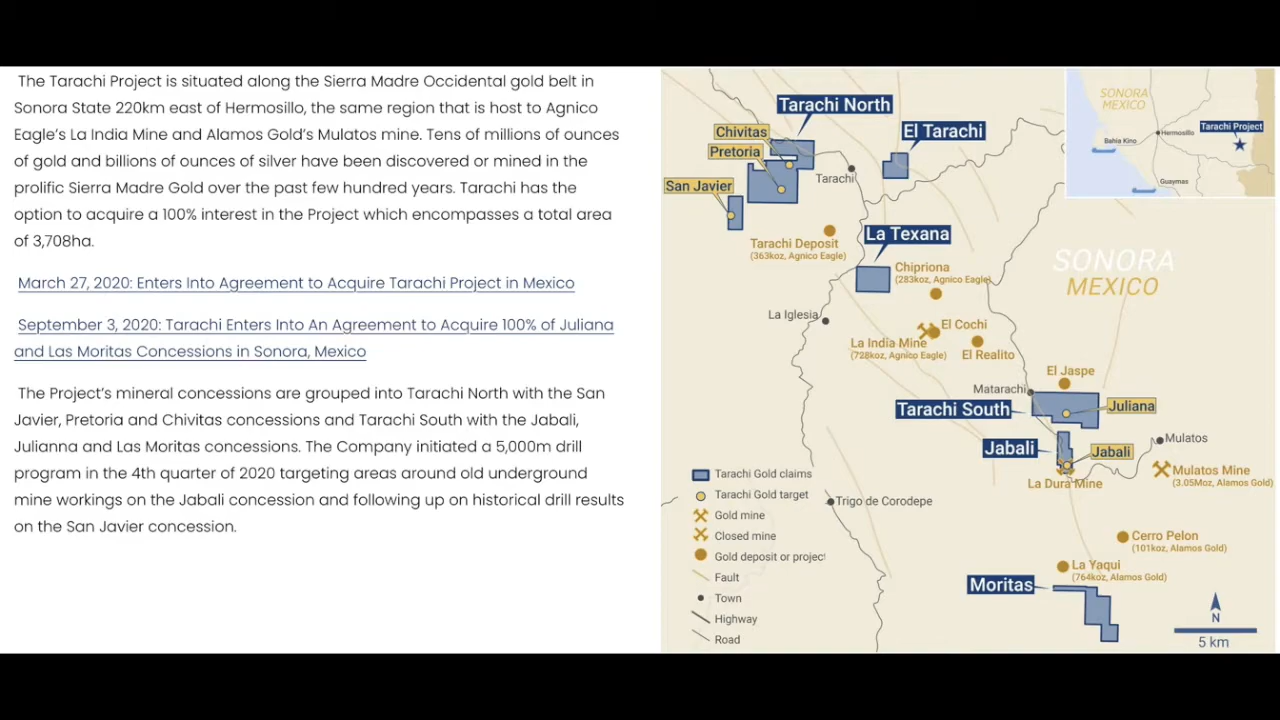 The Tarachi Project is situated along the Sierra Madre Occidental gold belt in
Sonora State 220km east of Hermosillo, the same region that is host to Agnico
Eagle's La India Mine and Alamos Gold's Mulatos mine. Tens of millions of ounces
of gold and billions of ounces of silver have been discovered or mined in the
prolific Sierra Madre Gold over the past few hundred years. Tarachi has the
option to acquire a 100% interest in the Project which encompasses a total area
of 3,708ha.
March 27, 2020: Enters Into Agreement to Acquire Tarachi Project in Mexico
September 3, 2020: Tarachi Enters Into An Agreement to Acquire 100% of Juliana
and Las Moritas Concessions in Sonora, Mexico
The Project's mineral concessions are grouped into Tarachi North with the San
Javier, Pretoria and Chivitas concessions and Tarachi South with the Jabali,
Julianna and Las Moritas concessions. The Company initiated a 5,000m drill
program in the 4th quarter of 2020 targeting areas around old underground
mine workings on the Jabali concession and following up on historical drill results
on the San Javier concession.
Tarachi North
Chivitas
Pretoria
San Javier
El Tarachi
Tarachi
Tarachi Deposit
(363koz, Agnico Eagle)
La Texana
Chipriona
(283koz, Agnico Eagle)
La Iglesia
El Cochi
La India Mine
(728koz, Agnico Eagle)
El Realito
El Jaspe
Matarachi
Tarachi South
Juliana
Jabali
Jabali
Mulatos
La Dura Mine
Mulatos Mine
(3.05Moz, Alamos Gold)
Trigo de Corodepe
Cerro Pelon
(101koz, Alamos Gold)
La Yaqui
(764koz, Alamos Gold)
Moritas
SONORA
MEXICO
SONORA
MEXICO
Hermosillo
Bahia Kino
Guaymas
Tarachi Project
Tarachi Gold claims
Tarachi Gold target
Gold mine
Closed mine
Gold deposit or project
Fault
Town
Highway
Road
N
5 km